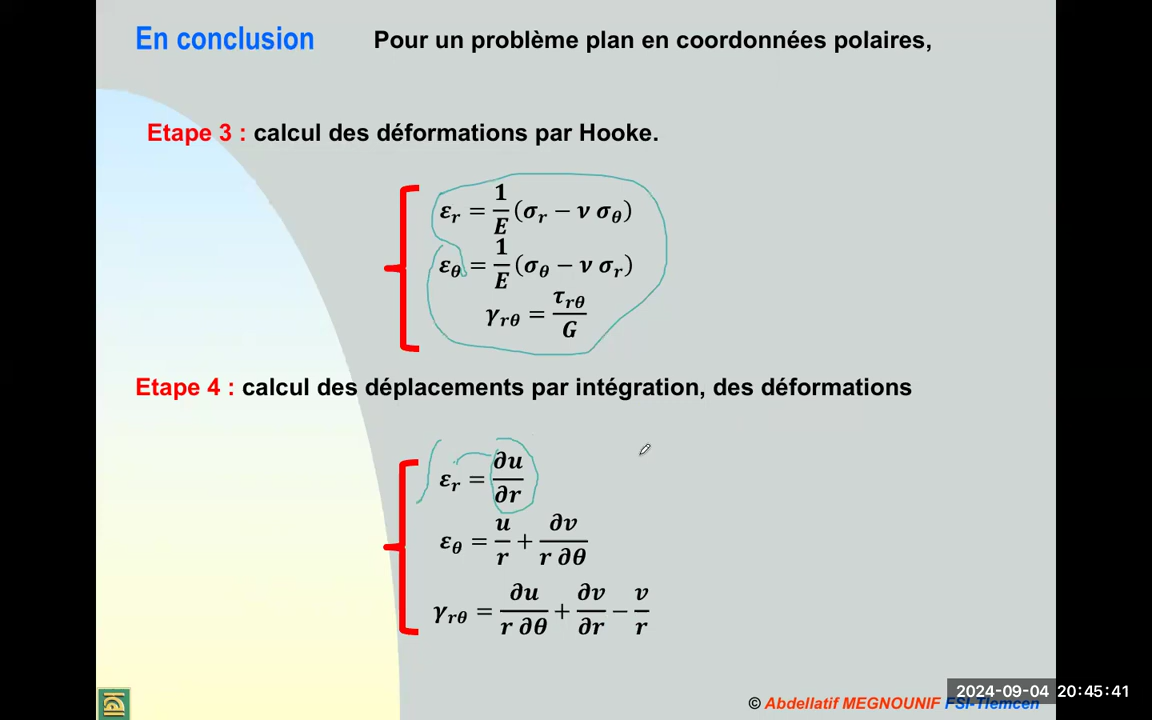 En conclusion Pour un problème plan en coordonnées polaires,
Etape 3 : calcul des déformations par Hooke.
εr = 1/E (σr − ν σθ)
εθ = 1/E (σθ − ν σr)
γrθ = τrθ/G
Etape 4 : calcul des déplacements par intégration, des déformations
εr = ∂u/∂r
εθ = u/r + ∂v/(r ∂θ)
γrθ = ∂u/(r ∂θ) + ∂v/∂r − v/r
2024-09-04 20:45:41
© Abdellatif MEGNOUNIF FSI-Tlemcen